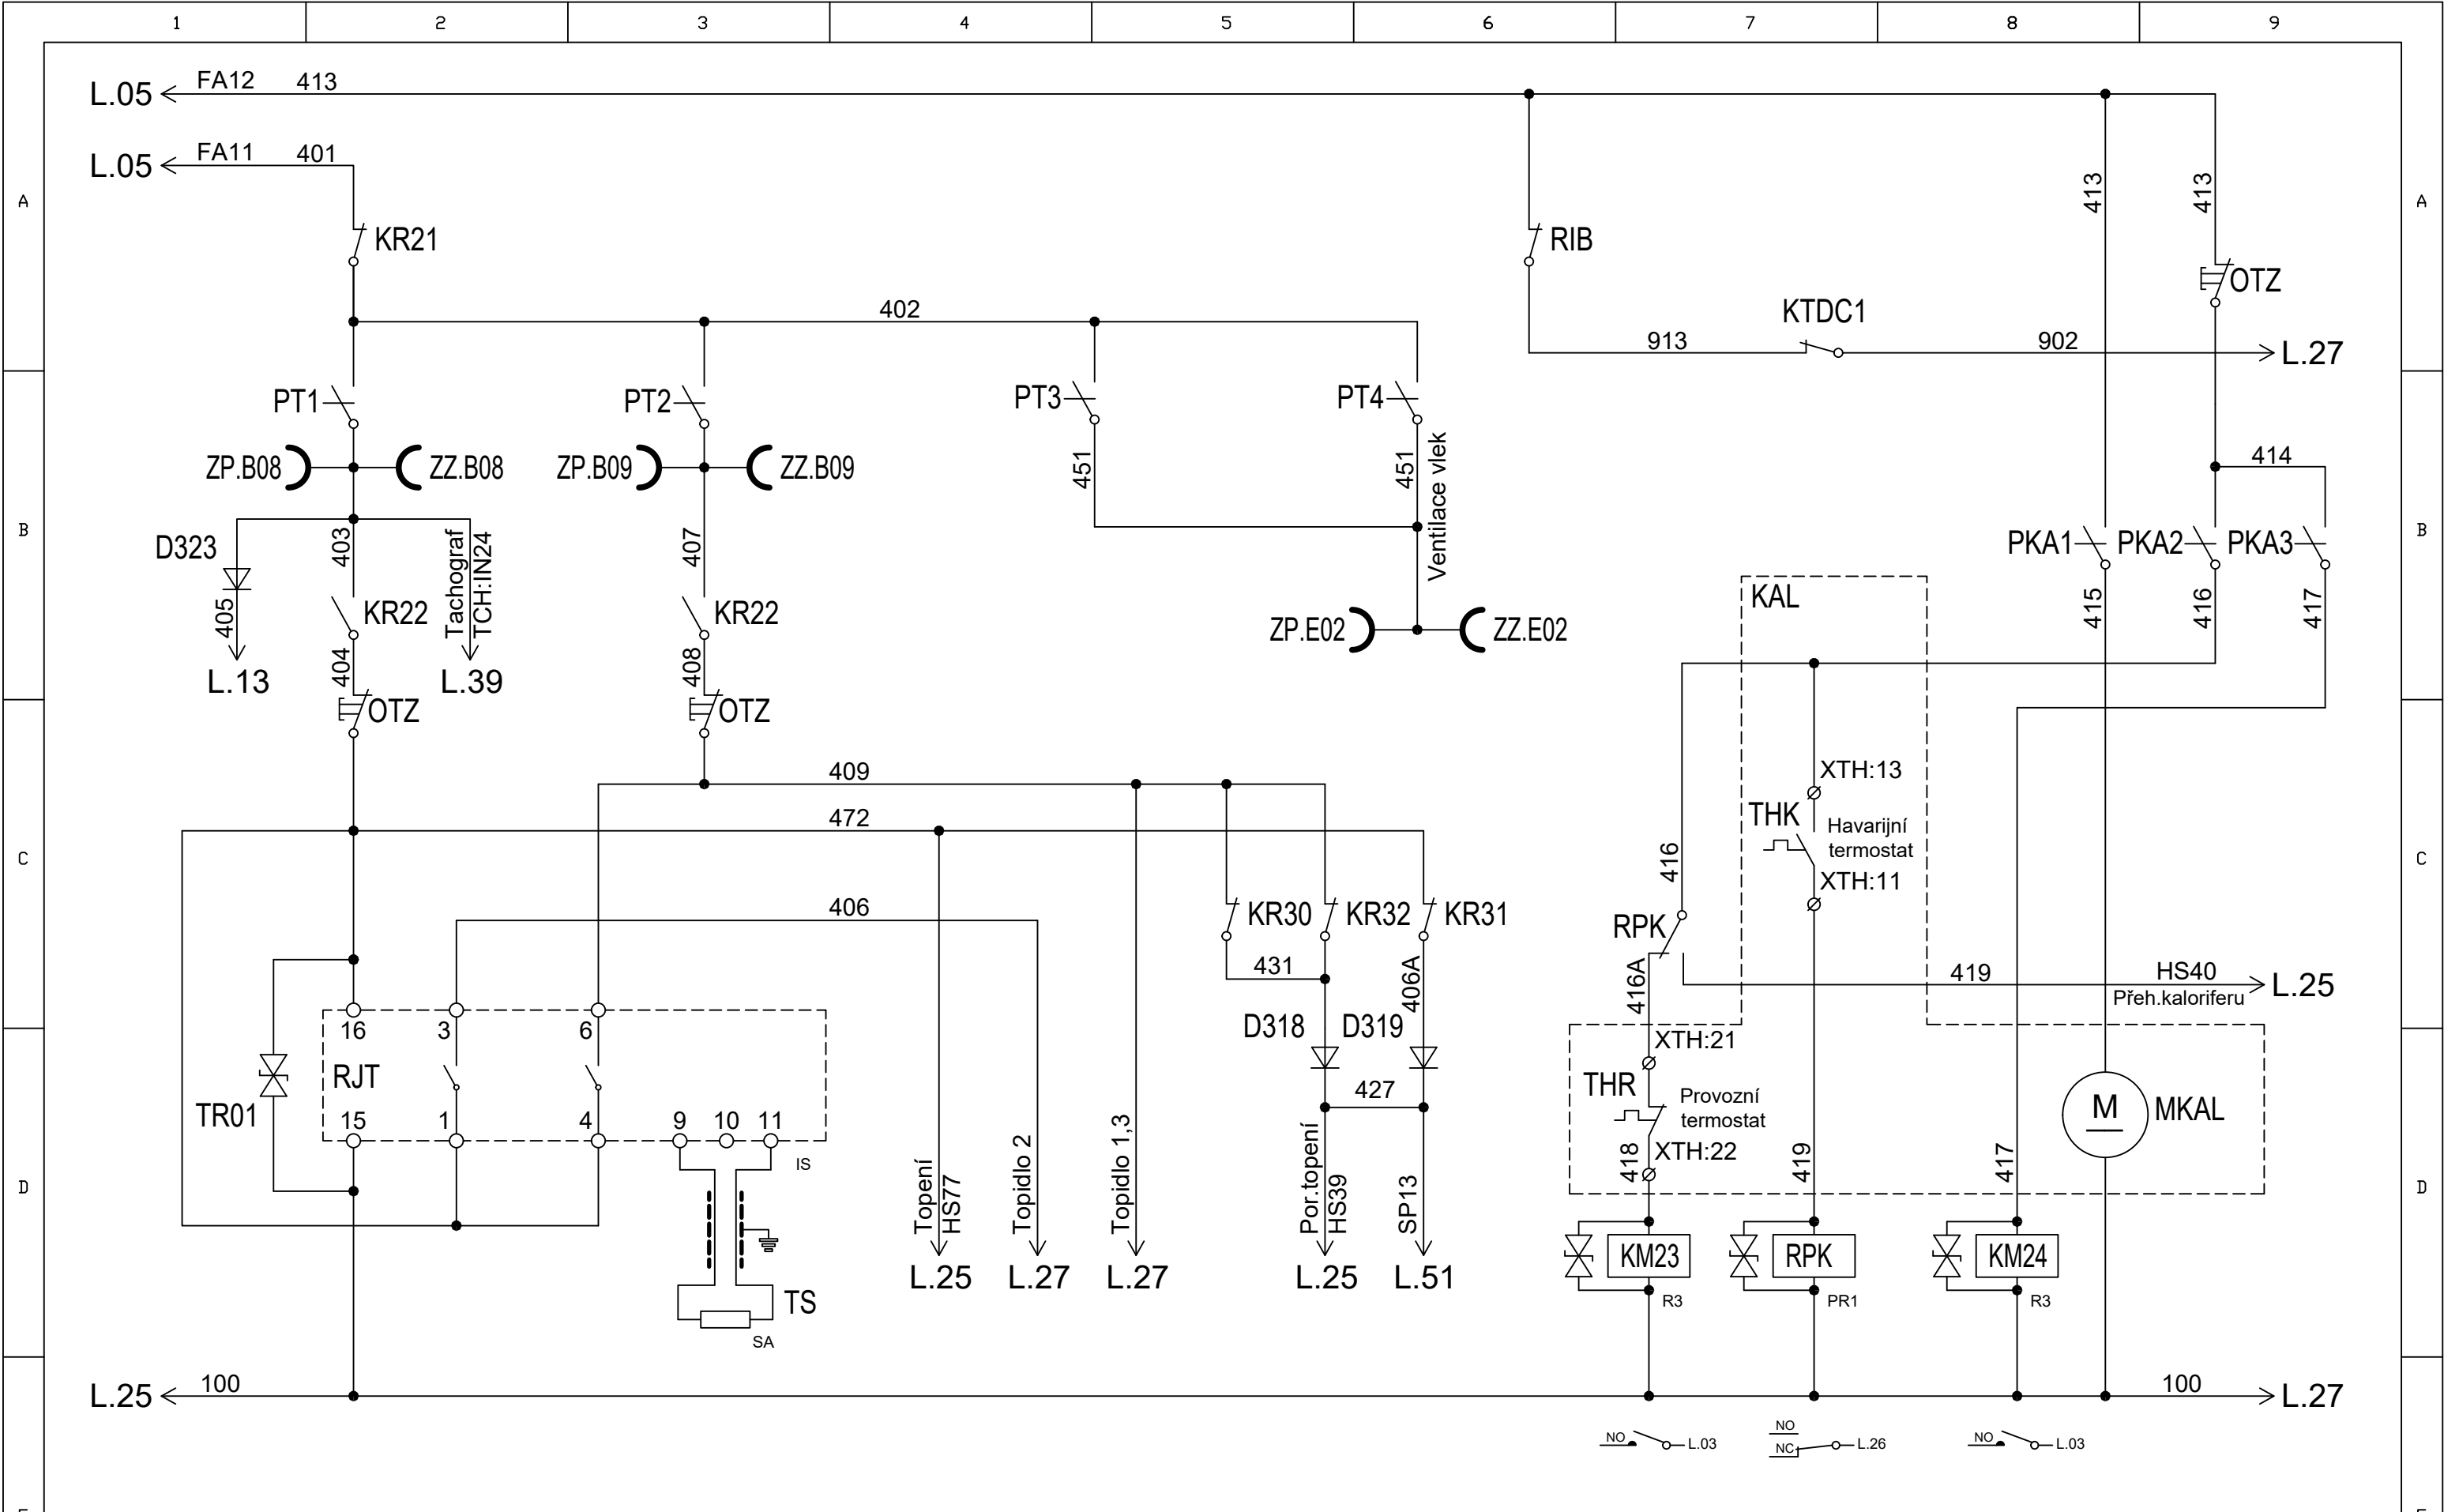 1 2 3 4 5 6 7 8 9
L.05 FA12 413
L.05 FA11 401
A A
413 413
KR21 RIB
OTZ
402 KTDC1
913 902 L.27
PT1 PT2 PT3 PT4
ZP.B08 ZZ.B08 ZP.B09 ZZ.B09
451 451 Ventilace vlek
414
B B
D323 403 Tachograf
TCH:IN24
407
PKA1 PKA2 PKA3
405 KR22 KR22
KAL
415 416 417
ZP.E02 ZZ.E02
404 408
L.13 L.39
OTZ OTZ
409
XTH:13
472
THK Havarijní
termostat
C C
416
XTH:11
406
KR30 KR32 KR31
RPK
431 406A
416A 419 HS40
Přeh.kaloriferu L.25
16 3 6
D318 D319
XTH:21
RJT
THR Provozní
termostat
427
TR01
15 1 4 9 10 11
M MKAL
IS
XTH:22
418 419 417
D D
Topení
HS77
Topidlo 2
Topidlo 1,3
Por.topení
HS39
SP13
L.25 L.27 L.27 L.25 L.51
KM23 RPK KM24
R3 PR1 R3
TS
SA
L.25 100 100 L.27
NO L.03
NO
NC L.26
NO L.03